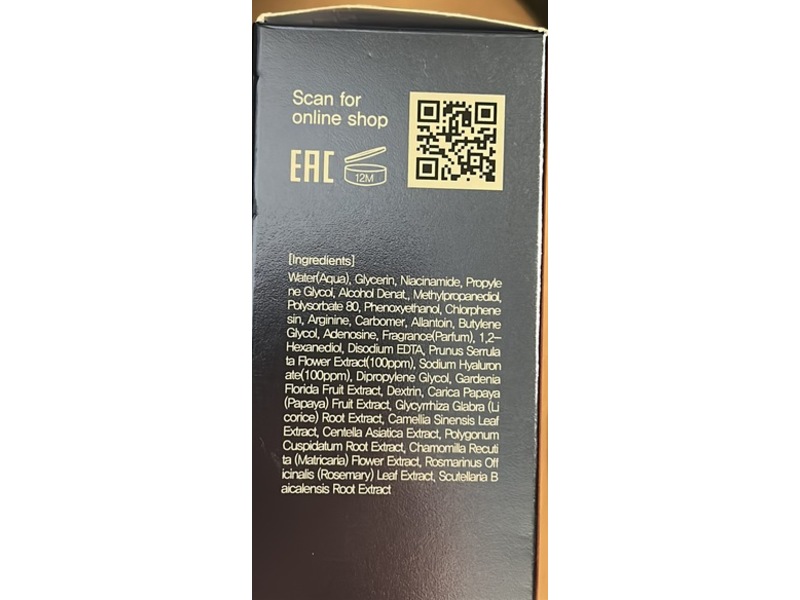 Scan for
online shop
EAC
12M
[Ingredients]
Water(Aqua), Glycerin, Niacinamide, Propyle
ne Glycol, Alcohol Denat., Methylpropanediol,
Polysorbate 80, Phenoxyethanol, Chlorphene
sin, Arginine, Carbomer, Allantoin, Butylene
Glycol, Adenosine, Fragrance(Parfum), 1,2-
Hexanediol, Disodium EDTA, Prunus Serrula
ta Flower Extract(100ppm), Sodium Hyaluron
ate(100ppm), Dipropylene Glycol, Gardenia
Florida Fruit Extract, Dextrin, Carica Papaya
(Papaya) Fruit Extract, Glycyrrhiza Glabra (Li
corice) Root Extract, Camellia Sinensis Leaf
Extract, Centella Asiatica Extract, Polygonum
Cuspidatum Root Extract, Chamomilla Recuti
ta (Matricaria) Flower Extract, Rosmarinus Off
icinalis (Rosemary) Leaf Extract, Scutellaria B
aicalensis Root Extract